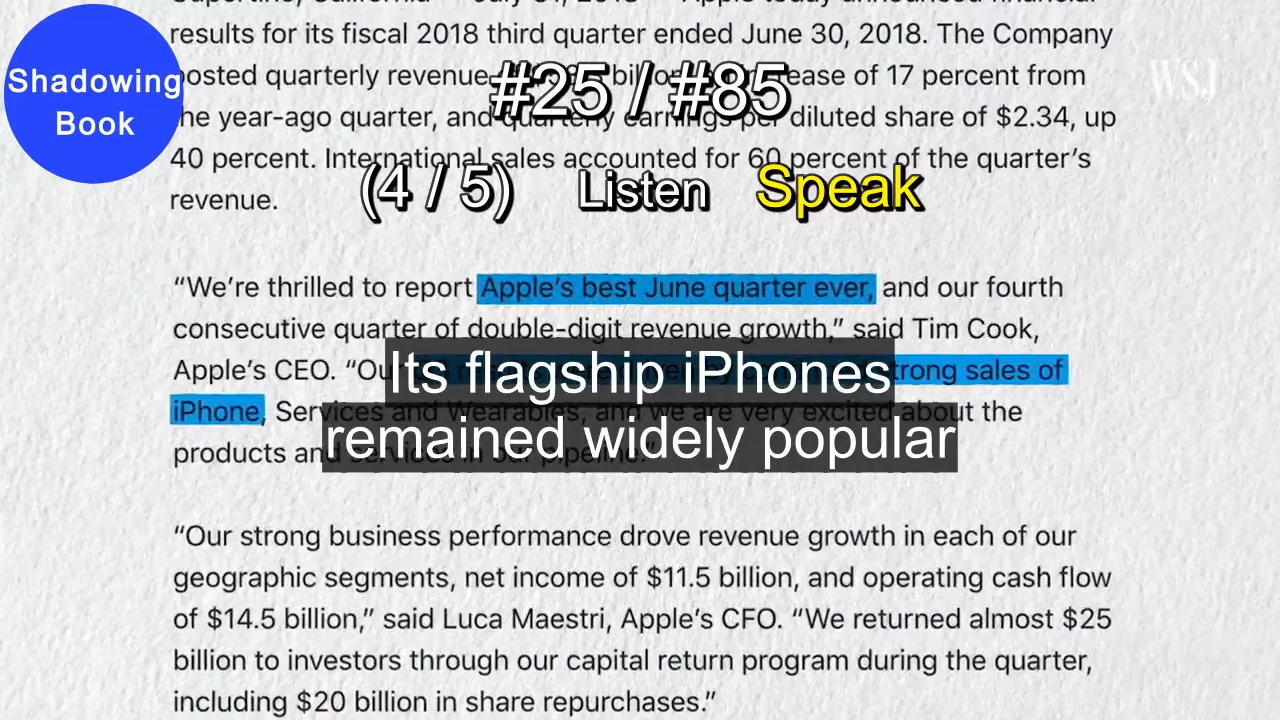 Shadowing
Book
#25 / #85
(4 / 5) Listen Speak
WSJ
results for its fiscal 2018 third quarter ended June 30, 2018. The Company
posted quarterly revenue ease of 17 percent from
the year-ago quarter, and quarterly earnings per diluted share of $2.34, up
40 percent. International sales accounted for 60 percent of the quarter’s
revenue.
“We’re thrilled to report Apple’s best June quarter ever, and our fourth
consecutive quarter of double-digit revenue growth,” said Tim Cook,
Apple’s CEO. “Our strong sales of
iPhone, Services and Wearables, and we are very excited about the
products and services in our pipeline.”
Its flagship iPhones
remained widely popular
“Our strong business performance drove revenue growth in each of our
geographic segments, net income of $11.5 billion, and operating cash flow
of $14.5 billion,” said Luca Maestri, Apple’s CFO. “We returned almost $25
billion to investors through our capital return program during the quarter,
including $20 billion in share repurchases.”